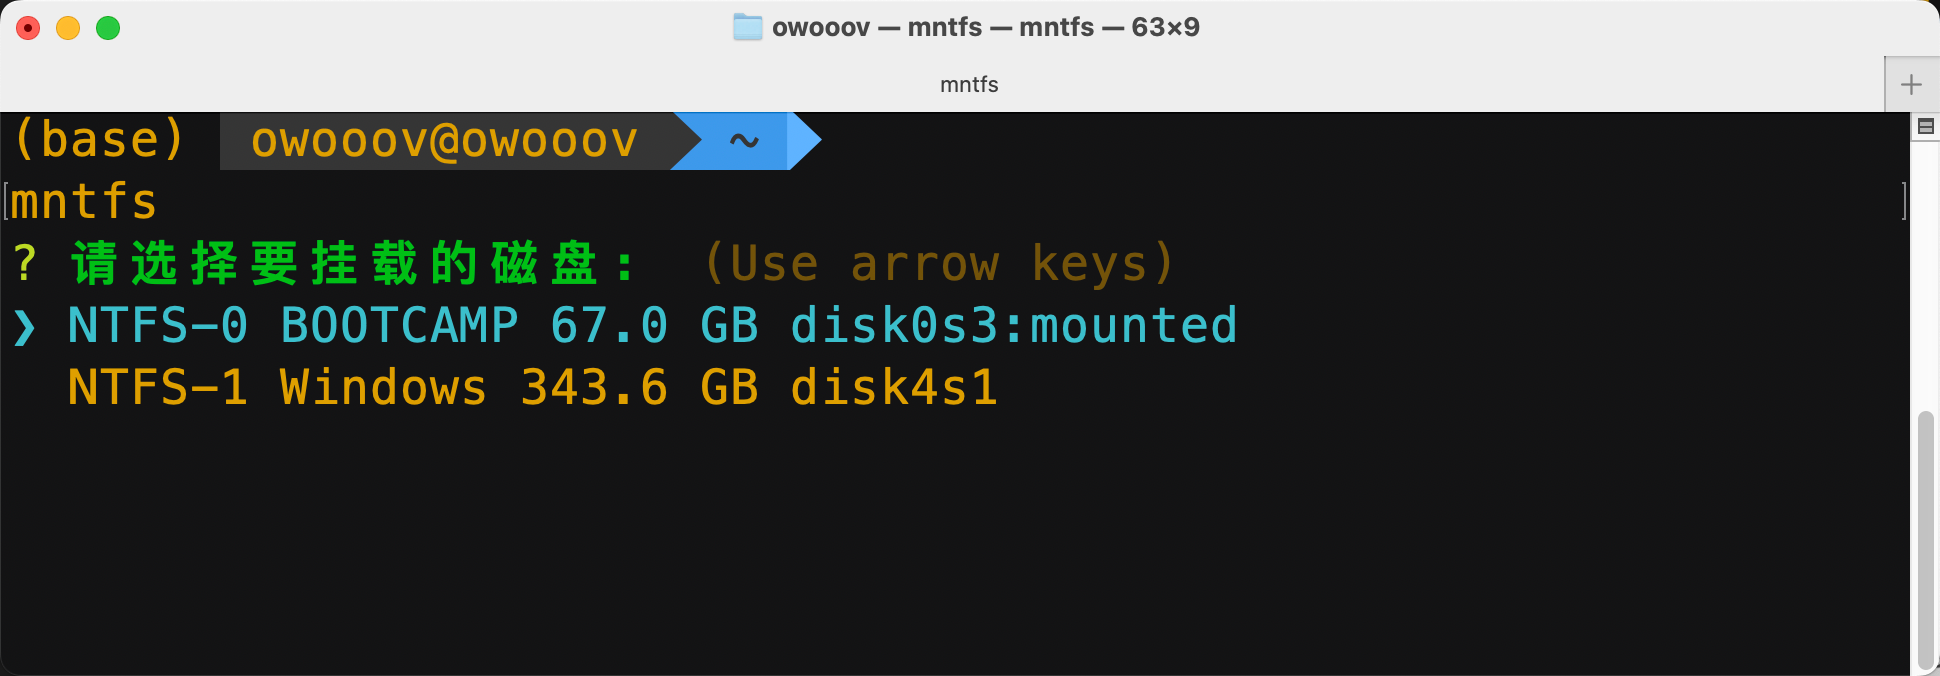 owooov — mntfs — mntfs — 63×9
mntfs
(base) owooov@owooov ~
[mntfs ]
? 请选择要挂载的磁盘: (Use arrow keys)
❯ NTFS-0 BOOTCAMP 67.0 GB disk0s3:mounted
NTFS-1 Windows 343.6 GB disk4s1